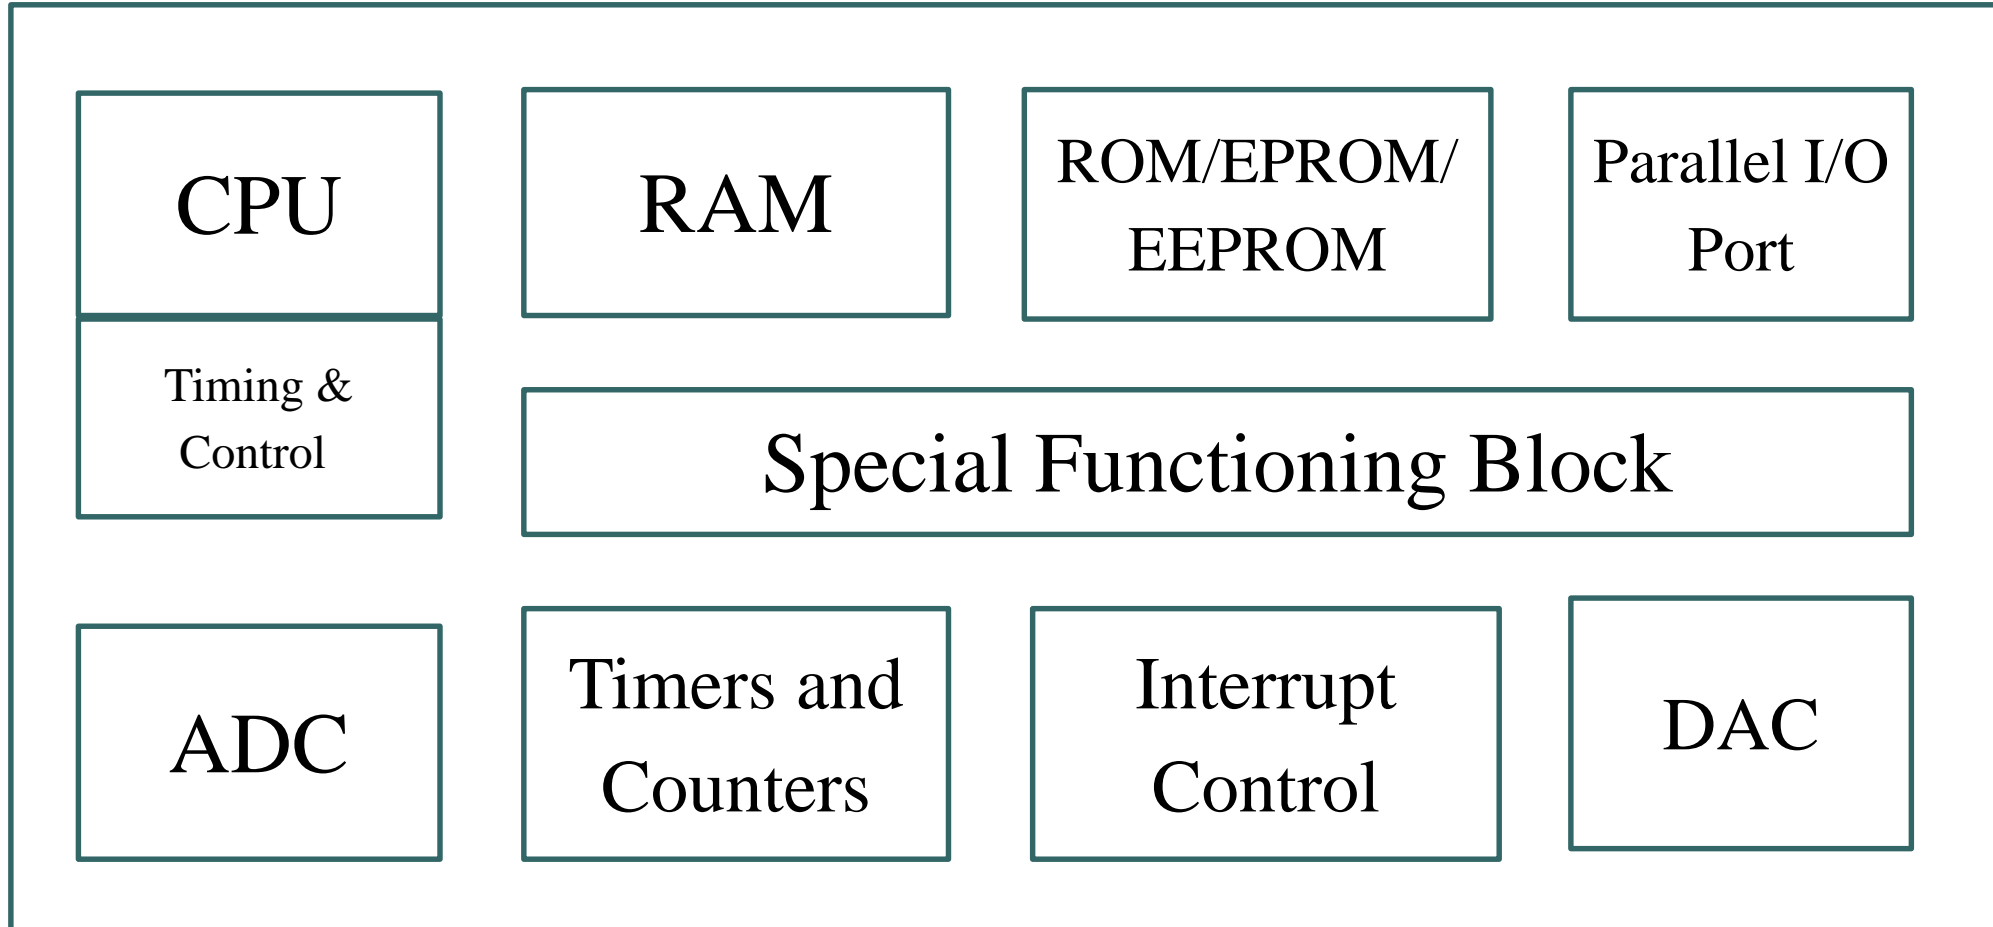 CPU
RAM
ROM/EPROM/
EEPROM
Parallel I/O
Port
Timing &
Control
Special Functioning Block
ADC
Timers and
Counters
Interrupt
Control
DAC